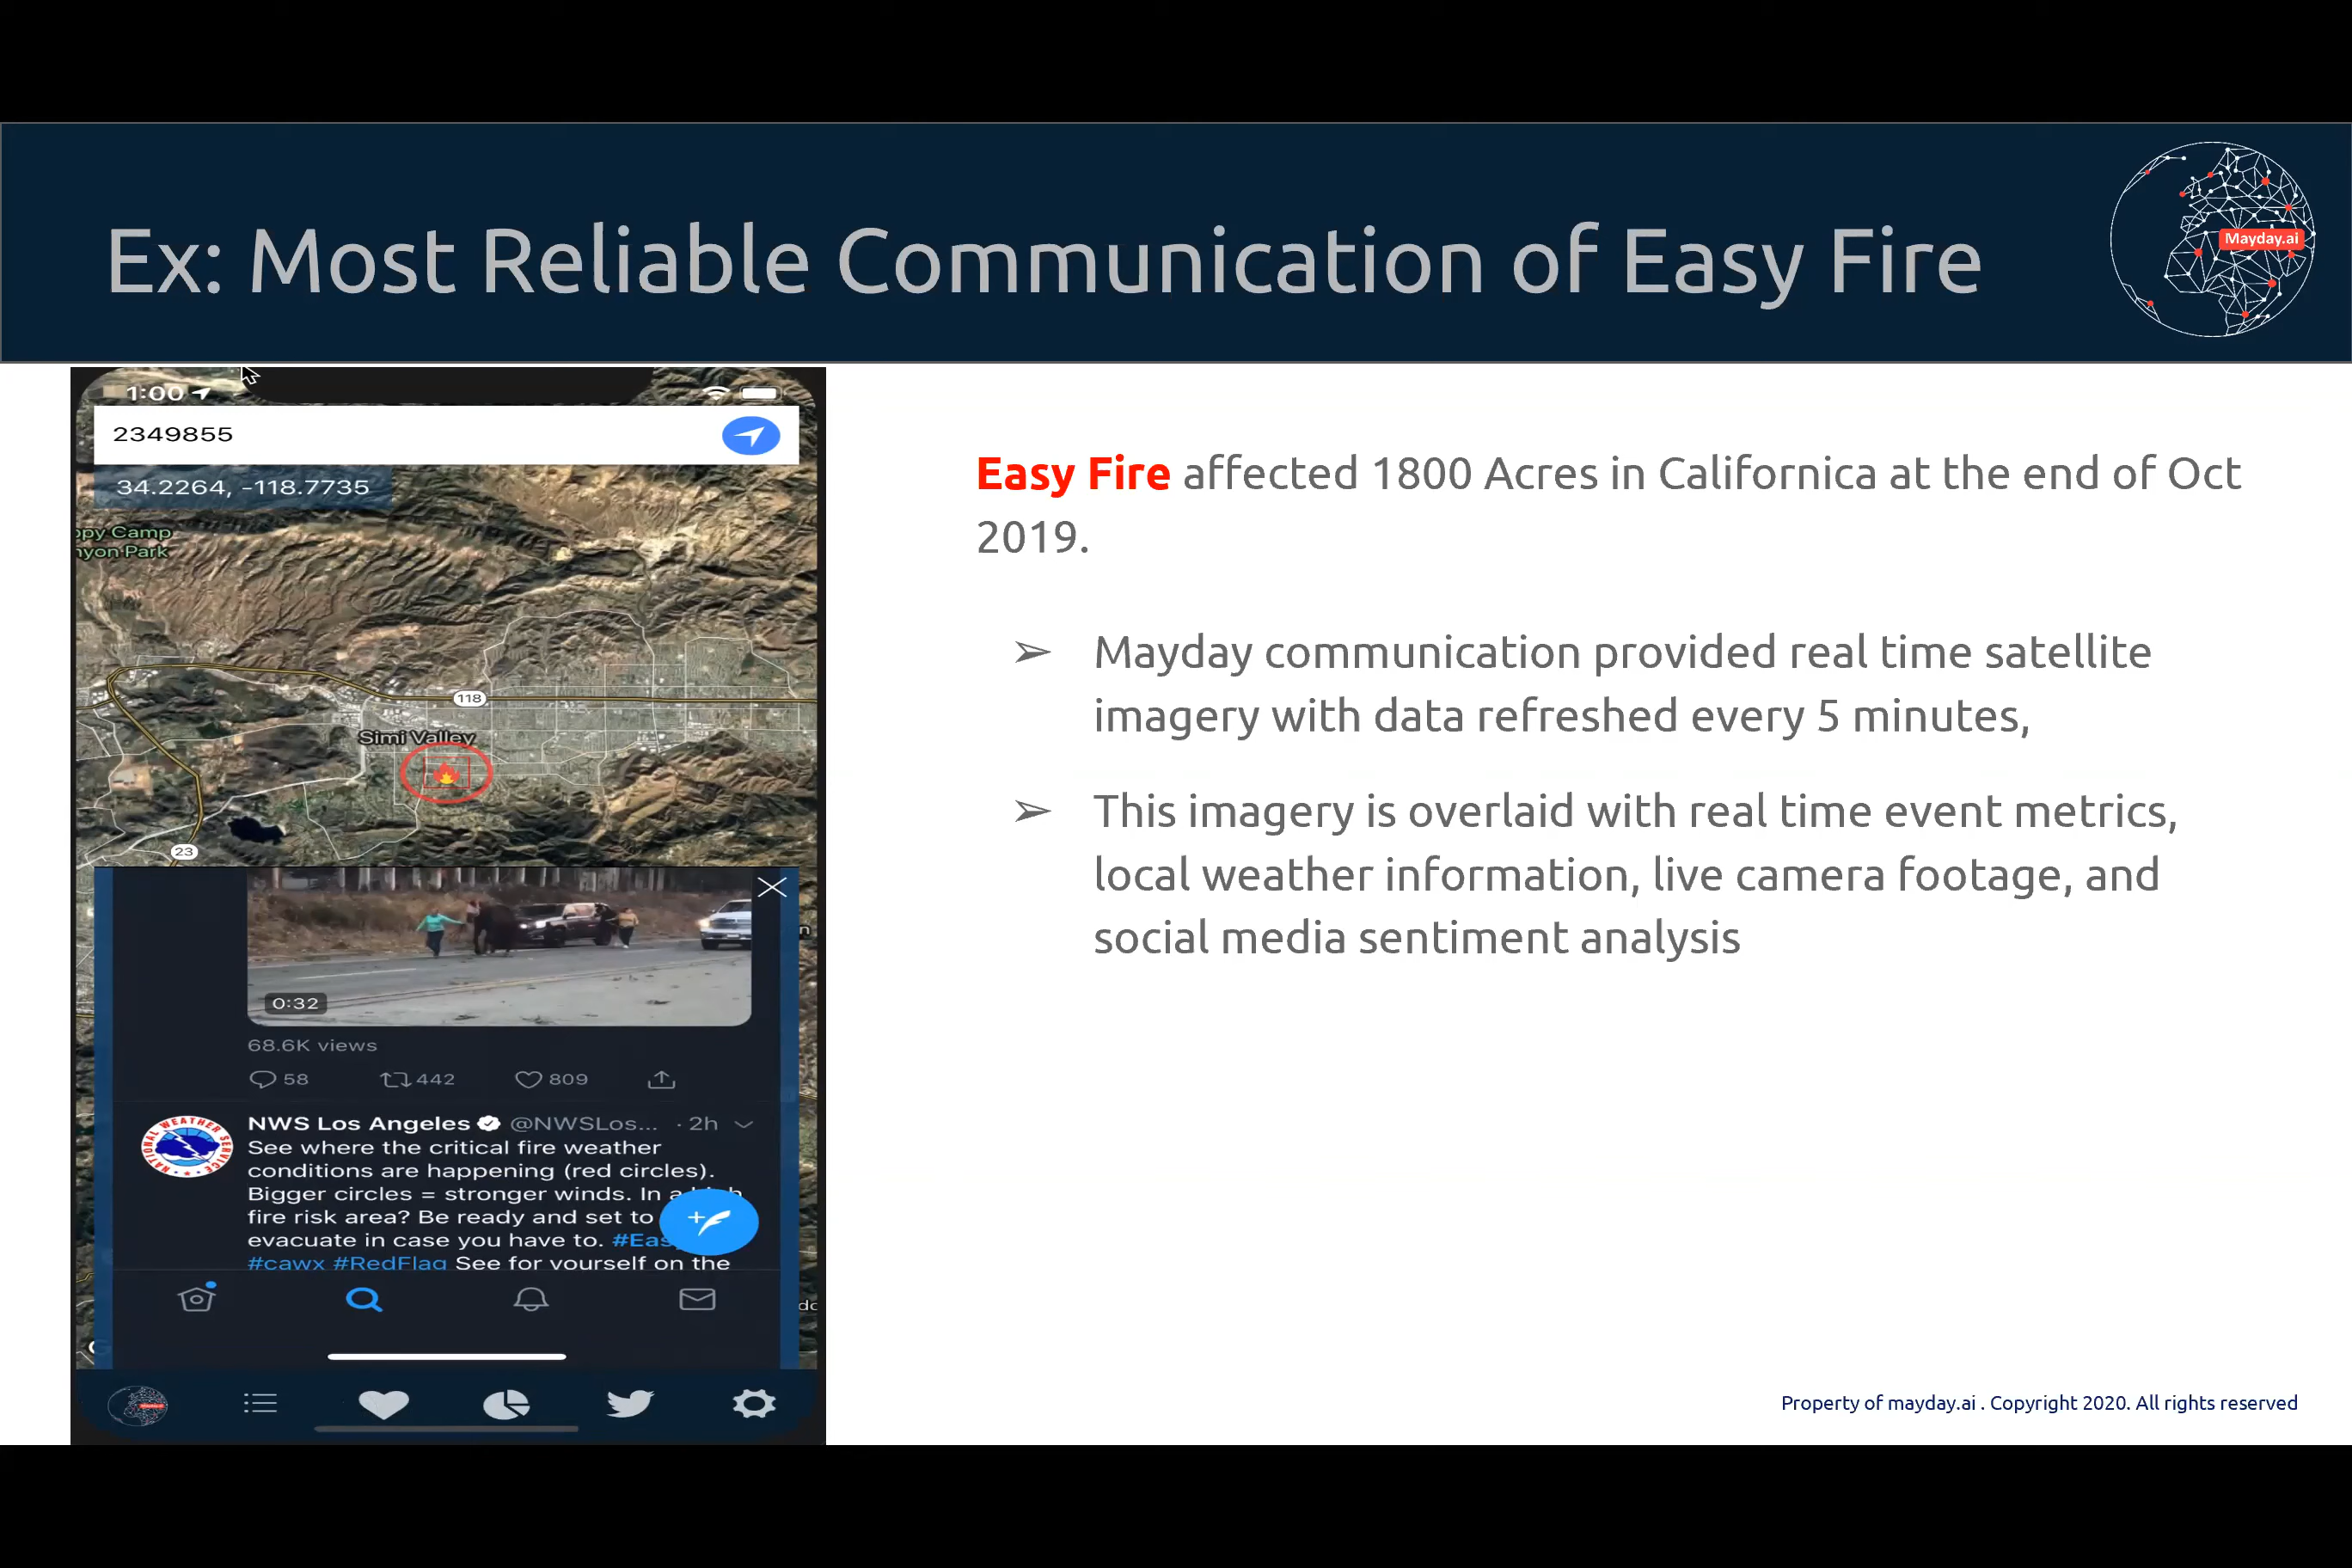 Ex: Most Reliable Communication of Easy Fire
Mayday.ai
1:00
2349855
34.2264, -118.7735
ppy Camp
nyon Park
118
Simi Valley
23
0:32
68.6K views
58 442 809
NWS Los Angeles @NWSLos... · 2h
See where the critical fire weather
conditions are happening (red circles).
Bigger circles = stronger winds. In a
fire risk area? Be ready and set to
evacuate in case you have to. #Eas
#cawx #RedFlag See for yourself on the
NATIONAL WEATHER SERVICE
Easy Fire affected 1800 Acres in Californica at the end of Oct
2019.
➢ Mayday communication provided real time satellite
imagery with data refreshed every 5 minutes,
➢ This imagery is overlaid with real time event metrics,
local weather information, live camera footage, and
social media sentiment analysis
Property of mayday.ai . Copyright 2020. All rights reserved